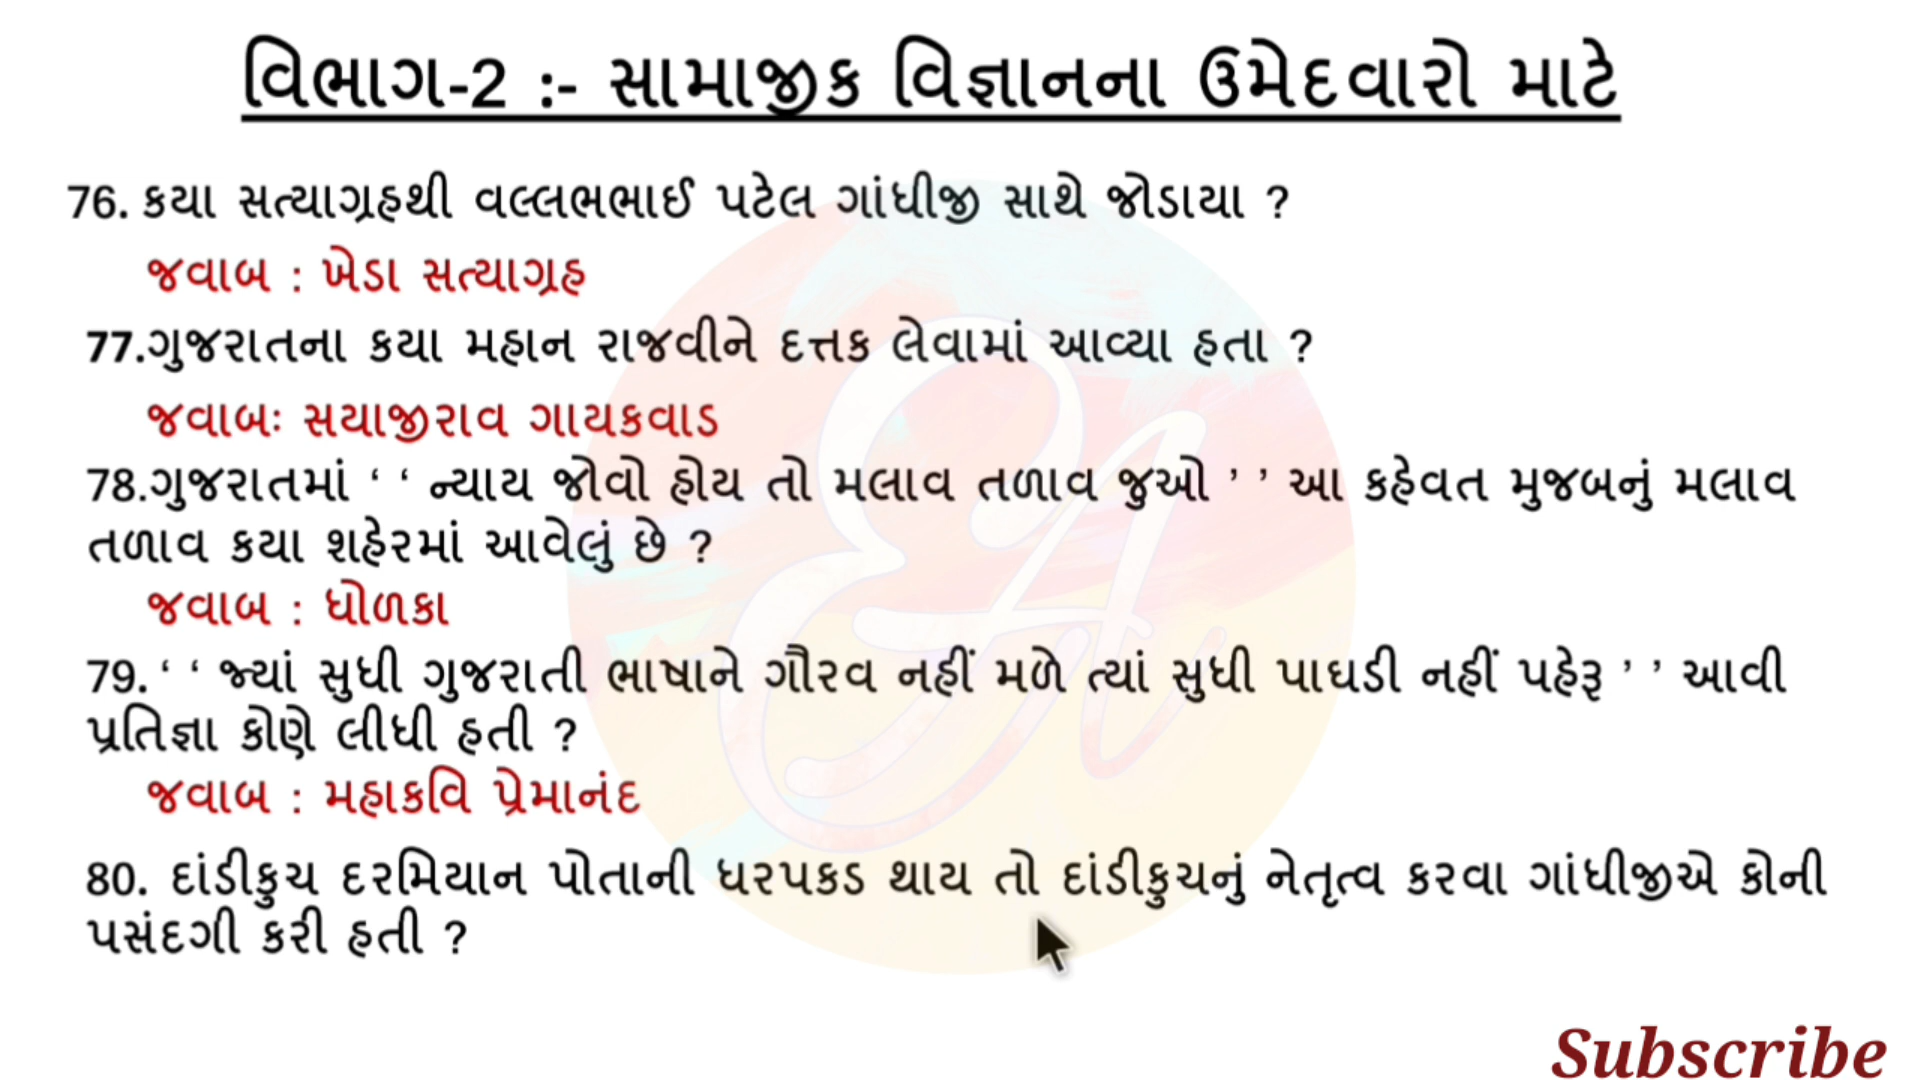 વિભાગ-2 :- સામાજીક વિજ્ઞાનના ઉમેદવારો માટે
76. કયા સત્યાગ્રહથી વલ્લભભાઈ પટેલ ગાંધીજી સાથે જોડાયા ?
જવાબ : ખેડા સત્યાગ્રહ
77.ગુજરાતના કયા મહાન રાજવીને દત્તક લેવામાં આવ્યા હતા ?
જવાબઃ સયાજીરાવ ગાયકવાડ
78.ગુજરાતમાં ‘ ‘ ન્યાય જોવો હોય તો મલાવ તળાવ જુઓ ’ ’ આ કહેવત મુજબનું મલાવ
તળાવ કયા શહેરમાં આવેલું છે ?
જવાબ : ધોળકા
79. ‘ ‘ જ્યાં સુધી ગુજરાતી ભાષાને ગૌરવ નહીં મળે ત્યાં સુધી પાઘડી નહીં પહેરૂ ’ ’ આવી
પ્રતિજ્ઞા કોણે લીધી હતી ?
જવાબ : મહાકવિ પ્રેમાનંદ
80. દાંડીકુચ દરમિયાન પોતાની ધરપકડ થાય તો દાંડીકુચનું નેતૃત્વ કરવા ગાંધીજીએ કોની
પસંદગી કરી હતી ?
EA
Subscribe